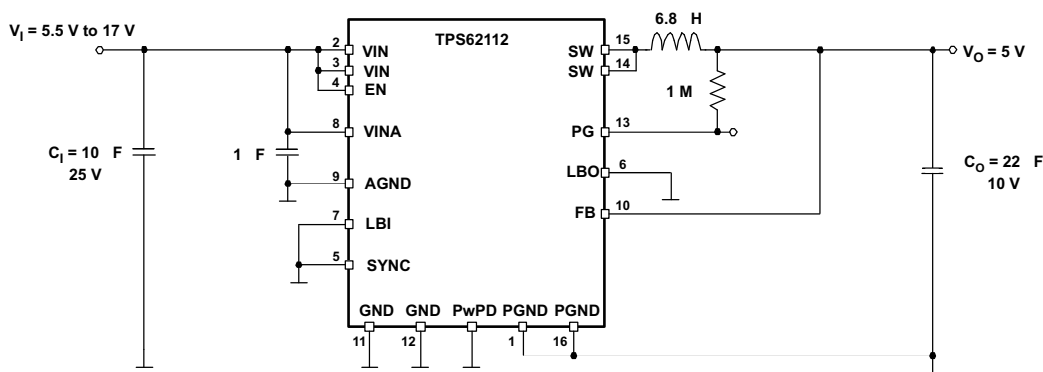 V_I = 5.5 V to 17 V
TPS62112
6.8 H
2 VIN
3 VIN
4 EN
8 VINA
9 AGND
7 LBI
5 SYNC
SW 15
SW 14
1 M
PG 13
LBO 6
FB 10
V_O = 5 V
C_I = 10 F
25 V
1 F
C_O = 22 F
10 V
GND GND PwPD PGND PGND
11 12 1 16